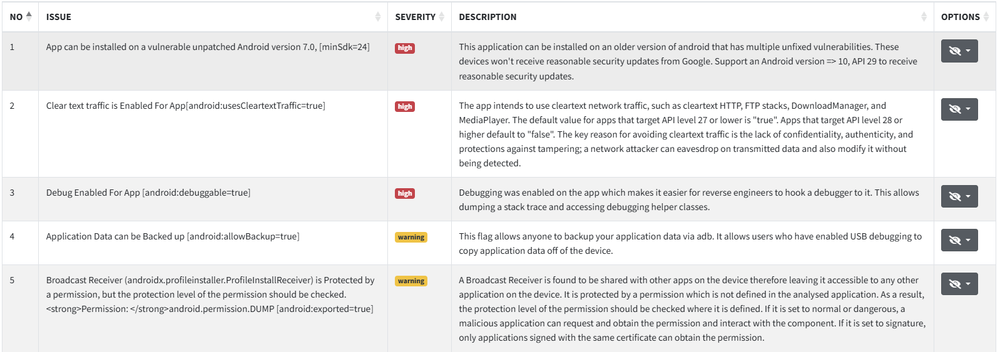 NO ISSUE SEVERITY DESCRIPTION OPTIONS
1 App can be installed on a vulnerable unpatched Android version 7.0, [minSdk=24] high This application can be installed on an older version of android that has multiple unfixed vulnerabilities. These
devices won't receive reasonable security updates from Google. Support an Android version => 10, API 29 to receive
reasonable security updates.
2 Clear text traffic is Enabled For App[android:usesCleartextTraffic=true] high The app intends to use cleartext network traffic, such as cleartext HTTP, FTP stacks, DownloadManager, and
MediaPlayer. The default value for apps that target API level 27 or lower is "true". Apps that target API level 28 or
higher default to "false". The key reason for avoiding cleartext traffic is the lack of confidentiality, authenticity, and
protections against tampering; a network attacker can eavesdrop on transmitted data and also modify it without
being detected.
3 Debug Enabled For App [android:debuggable=true] high Debugging was enabled on the app which makes it easier for reverse engineers to hook a debugger to it. This allows
dumping a stack trace and accessing debugging helper classes.
4 Application Data can be Backed up [android:allowBackup=true] warning This flag allows anyone to backup your application data via adb. It allows users who have enabled USB debugging to
copy application data off of the device.
5 Broadcast Receiver (androidx.profileinstaller.ProfileInstallReceiver) is Protected by
a permission, but the protection level of the permission should be checked.
<strong>Permission: </strong>android.permission.DUMP [android:exported=true]
warning
A Broadcast Receiver is found to be shared with other apps on the device therefore leaving it accessible to any other
application on the device. It is protected by a permission which is not defined in the analysed application. As a result,
the protection level of the permission should be checked where it is defined. If it is set to normal or dangerous, a
malicious application can request and obtain the permission and interact with the component. If it is set to signature,
only applications signed with the same certificate can obtain the permission.